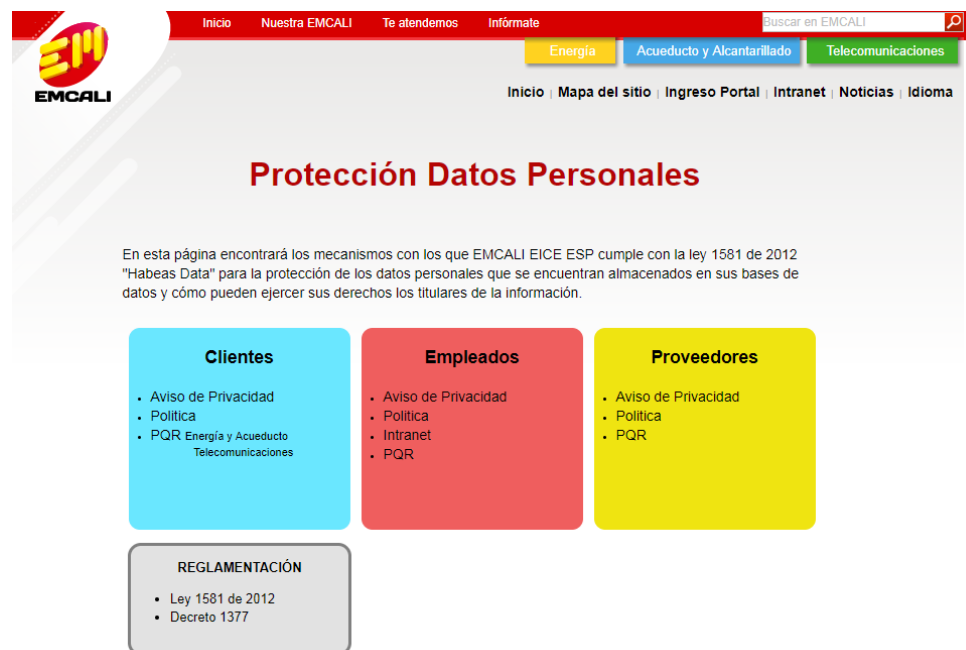 Inicio Nuestra EMCALI Te atendemos Infórmate Buscar en EMCALI
EM
EMCALI
Energía Acueducto y Alcantarillado Telecomunicaciones
Inicio | Mapa del sitio | Ingreso Portal | Intranet | Noticias | Idioma
Protección Datos Personales
En esta página encontrará los mecanismos con los que EMCALI EICE ESP cumple con la ley 1581 de 2012
"Habeas Data" para la protección de los datos personales que se encuentran almacenados en sus bases de
datos y cómo pueden ejercer sus derechos los titulares de la información.
Clientes
• Aviso de Privacidad
• Politica
• PQR Energía y Acueducto
Telecomunicaciones
Empleados
• Aviso de Privacidad
• Politica
• Intranet
• PQR
Proveedores
• Aviso de Privacidad
• Politica
• PQR
REGLAMENTACIÓN
• Ley 1581 de 2012
• Decreto 1377